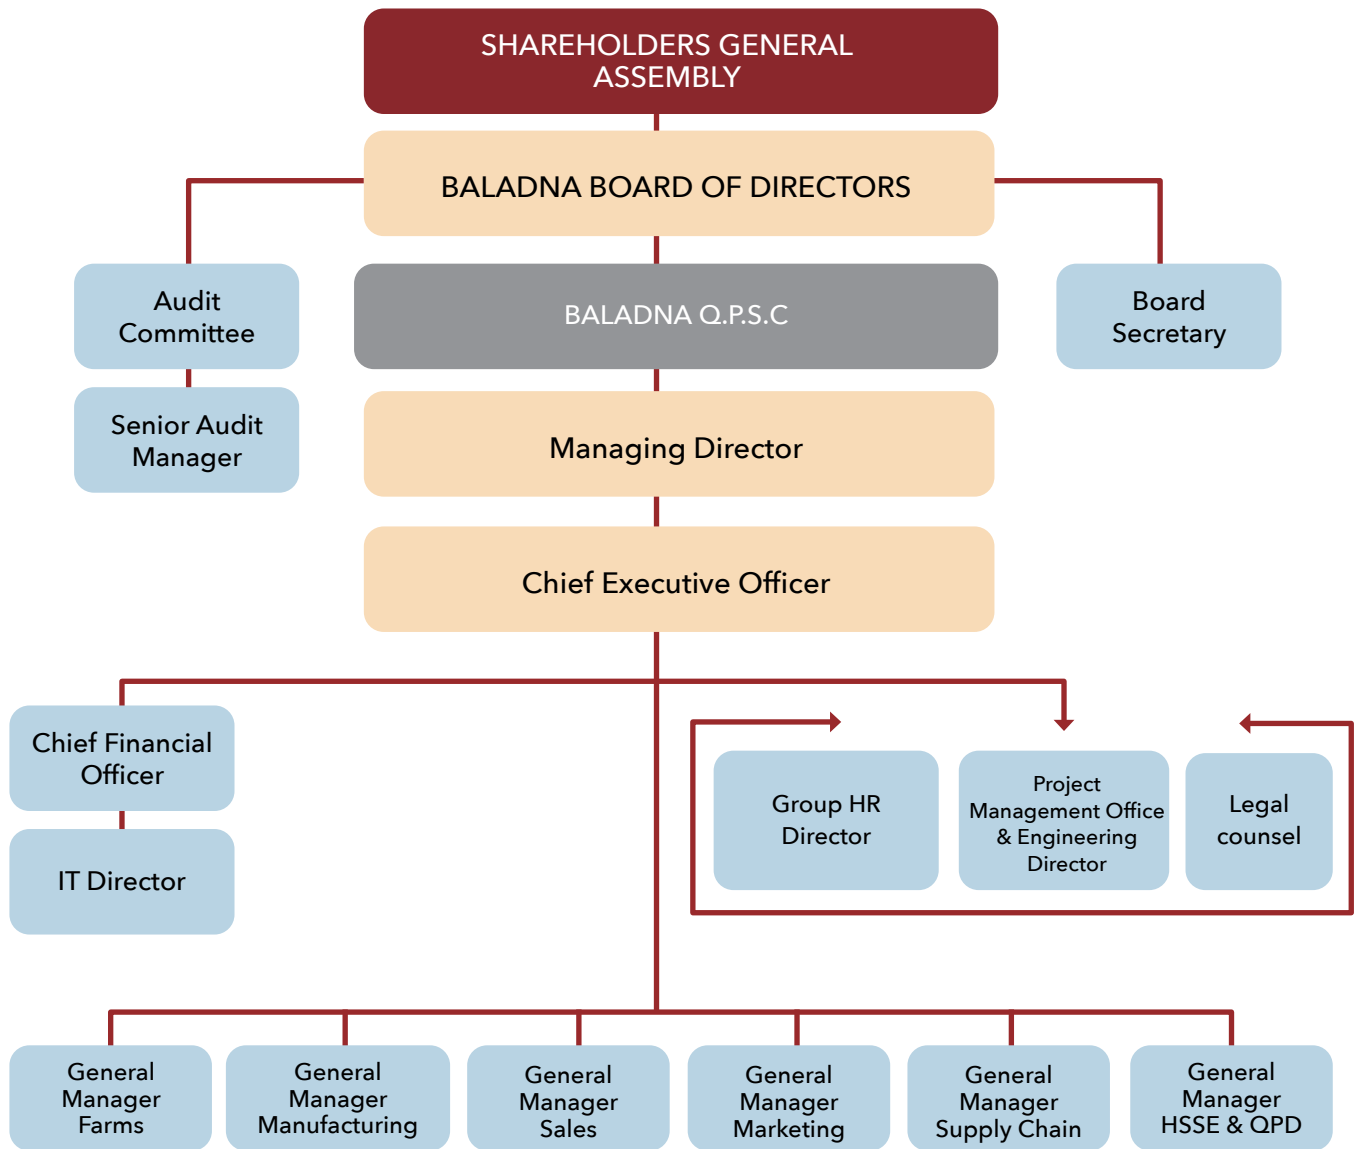 SHAREHOLDERS GENERAL
ASSEMBLY
BALADNA BOARD OF DIRECTORS
Audit
Committee
BALADNA Q.P.S.C
Board
Secretary
Senior Audit
Manager
Managing Director
Chief Executive Officer
Chief Financial
Officer
IT Director
Group HR
Director
Project
Management Office
& Engineering
Director
Legal
counsel
General
Manager
Farms
General
Manager
Manufacturing
General
Manager
Sales
General
Manager
Marketing
General
Manager
Supply Chain
General
Manager
HSSE & QPD